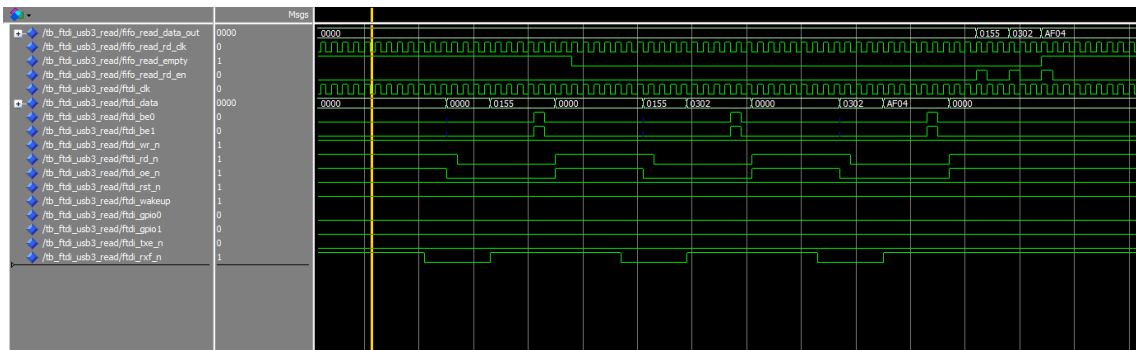 Msgs
/tb_ftdi_usb3_read/fifo_read_data_out 0000 0000 0155 0302 AF04
/tb_ftdi_usb3_read/fifo_read_rd_clk 0
/tb_ftdi_usb3_read/fifo_read_empty 1
/tb_ftdi_usb3_read/fifo_read_rd_en 0
/tb_ftdi_usb3_read/ftdi_clk 0
/tb_ftdi_usb3_read/ftdi_data 0000 0000 0000 0155 0000 0155 0302 0000 0302 AF04 0000
/tb_ftdi_usb3_read/ftdi_be0 0
/tb_ftdi_usb3_read/ftdi_be1 0
/tb_ftdi_usb3_read/ftdi_wr_n 1
/tb_ftdi_usb3_read/ftdi_rd_n 1
/tb_ftdi_usb3_read/ftdi_oe_n 1
/tb_ftdi_usb3_read/ftdi_rst_n 1
/tb_ftdi_usb3_read/ftdi_wakeup 1
/tb_ftdi_usb3_read/ftdi_gpio0 0
/tb_ftdi_usb3_read/ftdi_gpio1 0
/tb_ftdi_usb3_read/ftdi_txe_n 0
/tb_ftdi_usb3_read/ftdi_rxf_n 1